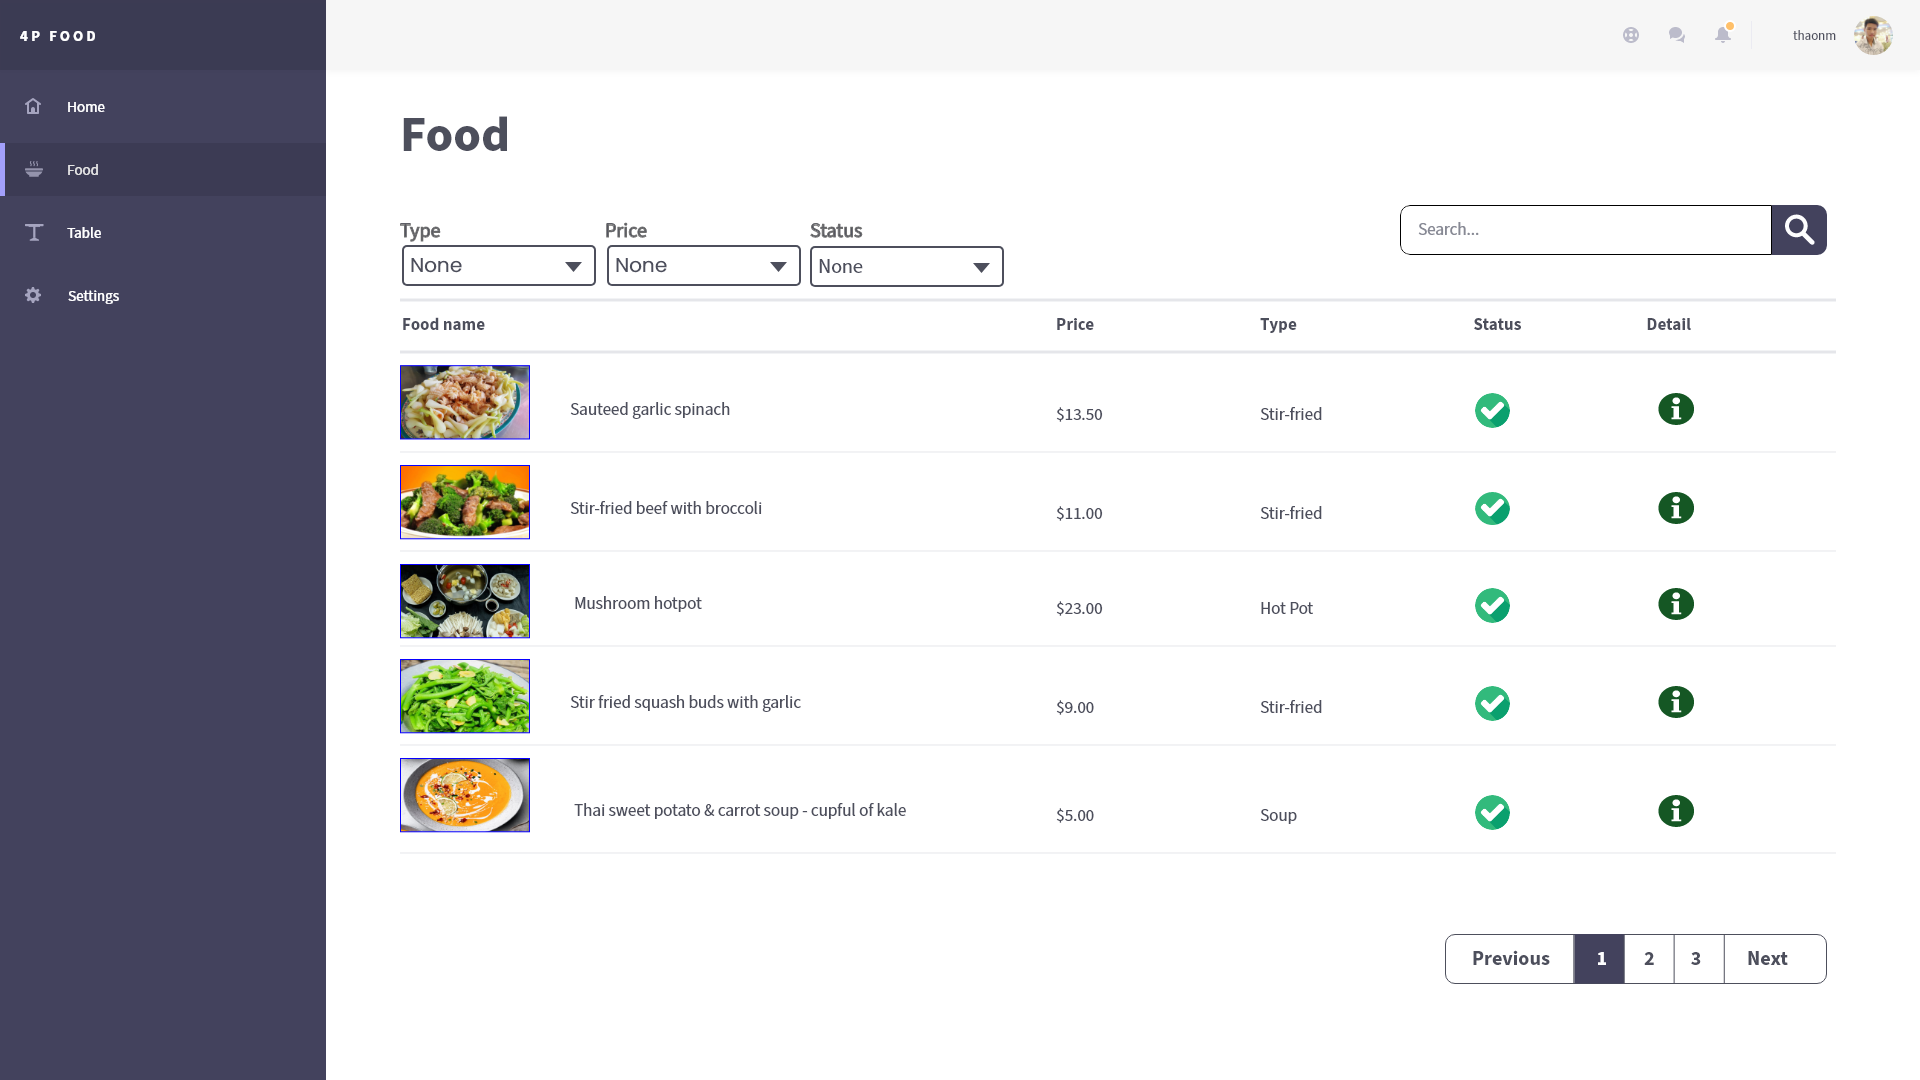 4P FOOD
thaonm
Home
Food
Table
Settings
Food
Type
Price
Status
None
None
None
Search...
Food name
Price
Type
Status
Detail
Sauteed garlic spinach
$13.50
Stir-fried
Stir-fried beef with broccoli
$11.00
Stir-fried
Mushroom hotpot
$23.00
Hot Pot
Stir fried squash buds with garlic
$9.00
Stir-fried
Thai sweet potato & carrot soup - cupful of kale
$5.00
Soup
Previous
1
2
3
Next